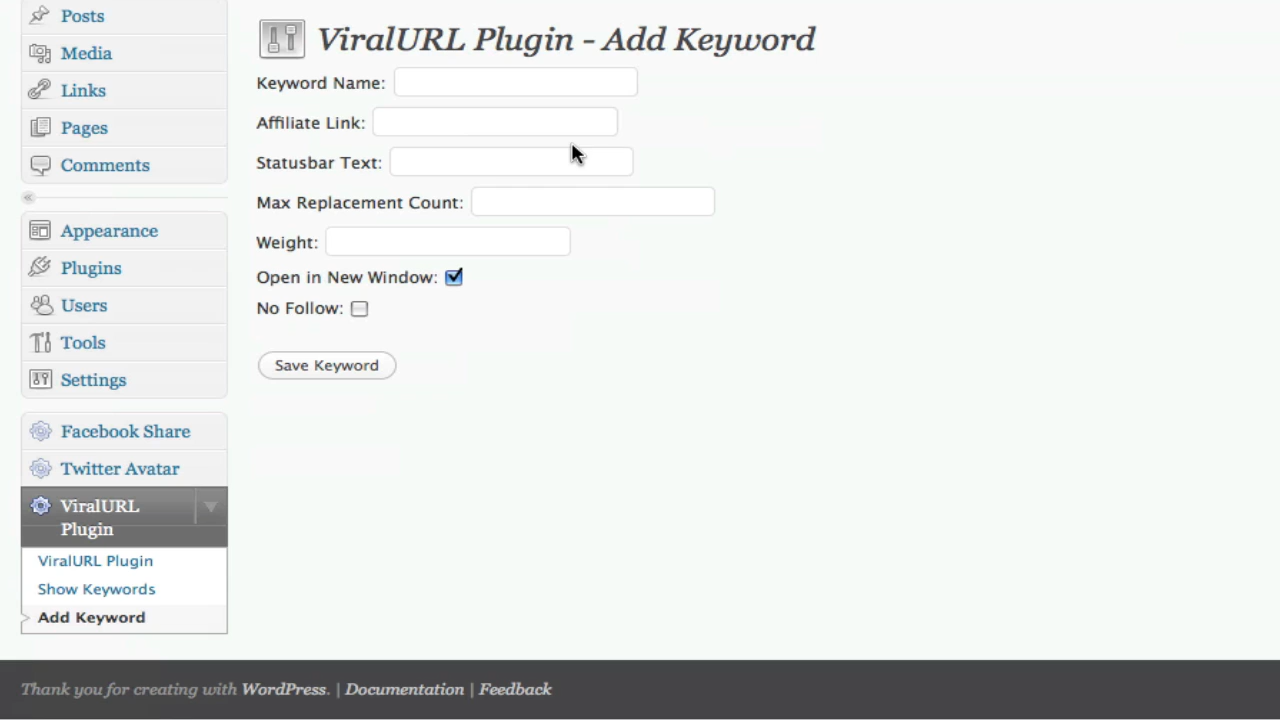 Posts
Media
Links
Pages
Comments
Appearance
Plugins
Users
Tools
Settings
Facebook Share
Twitter Avatar
ViralURL
Plugin
ViralURL Plugin
Show Keywords
Add Keyword
ViralURL Plugin - Add Keyword
Keyword Name:
Affiliate Link:
Statusbar Text:
Max Replacement Count:
Weight:
Open in New Window:
No Follow:
Save Keyword
Thank you for creating with WordPress. | Documentation | Feedback